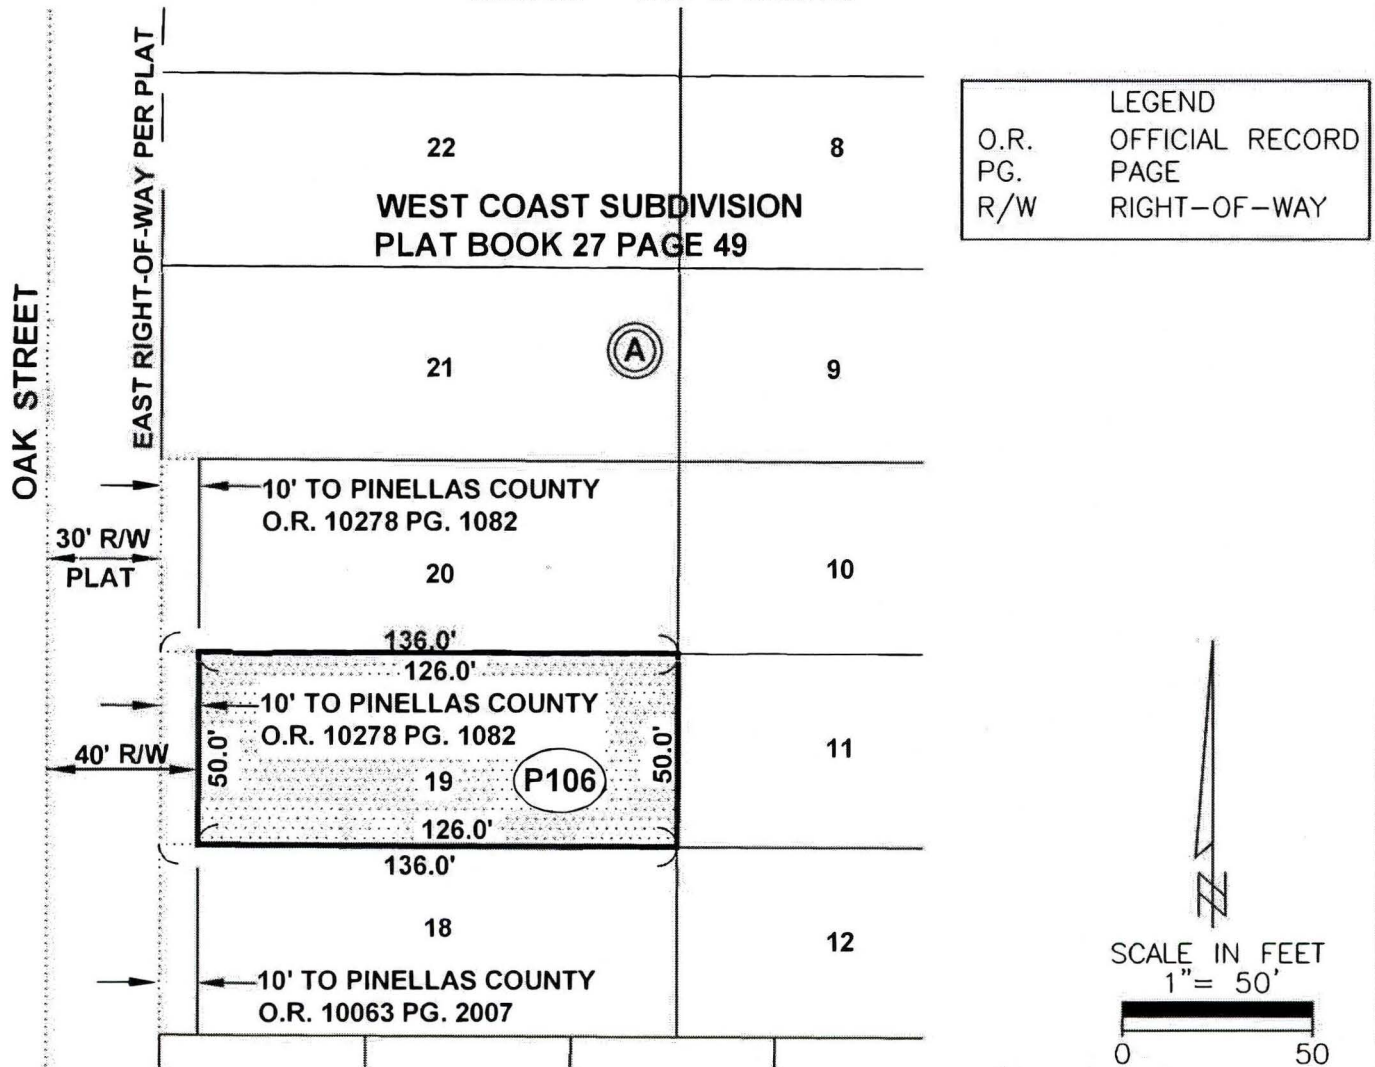 OAK STREET
EAST RIGHT-OF-WAY PER PLAT
22
8
WEST COAST SUBDIVISION
PLAT BOOK 27 PAGE 49
A
21
9
10' TO PINELLAS COUNTY
O.R. 10278 PG. 1082
30' R/W
PLAT
20
10
136.0'
126.0'
10' TO PINELLAS COUNTY
O.R. 10278 PG. 1082
40' R/W
50.0'
19
P106
50.0'
11
126.0'
136.0'
18
12
10' TO PINELLAS COUNTY
O.R. 10063 PG. 2007
LEGEND
O.R. OFFICIAL RECORD
PG. PAGE
R/W RIGHT-OF-WAY
N
SCALE IN FEET
1"= 50'
0 50